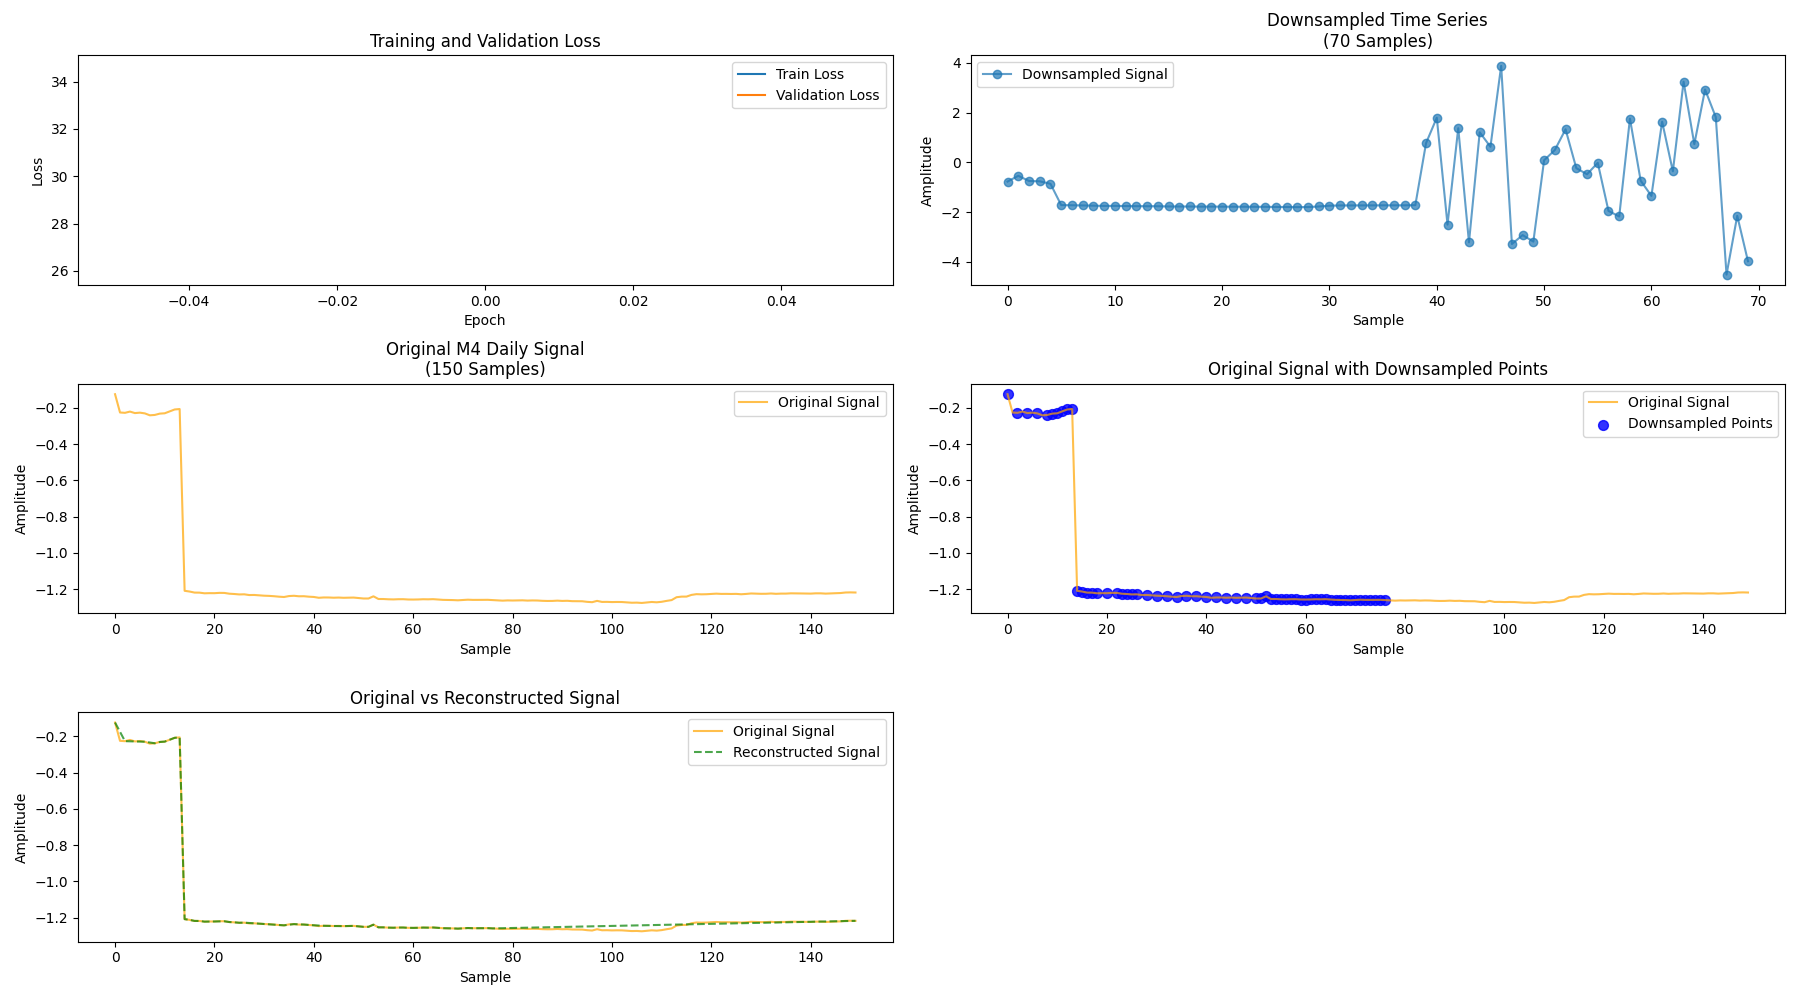 Training and Validation Loss
Train Loss
Validation Loss
34
32
30
28
26
Loss
−0.04
−0.02
0.00
0.02
0.04
Epoch
Downsampled Time Series
(70 Samples)
Downsampled Signal
4
2
0
−2
−4
Amplitude
0
10
20
30
40
50
60
70
Sample
Original M4 Daily Signal
(150 Samples)
Original Signal
−0.2
−0.4
−0.6
−0.8
−1.0
−1.2
Amplitude
0
20
40
60
80
100
120
140
Sample
Original Signal with Downsampled Points
Original Signal
Downsampled Points
−0.2
−0.4
−0.6
−0.8
−1.0
−1.2
Amplitude
0
20
40
60
80
100
120
140
Sample
Original vs Reconstructed Signal
Original Signal
Reconstructed Signal
−0.2
−0.4
−0.6
−0.8
−1.0
−1.2
Amplitude
0
20
40
60
80
100
120
140
Sample